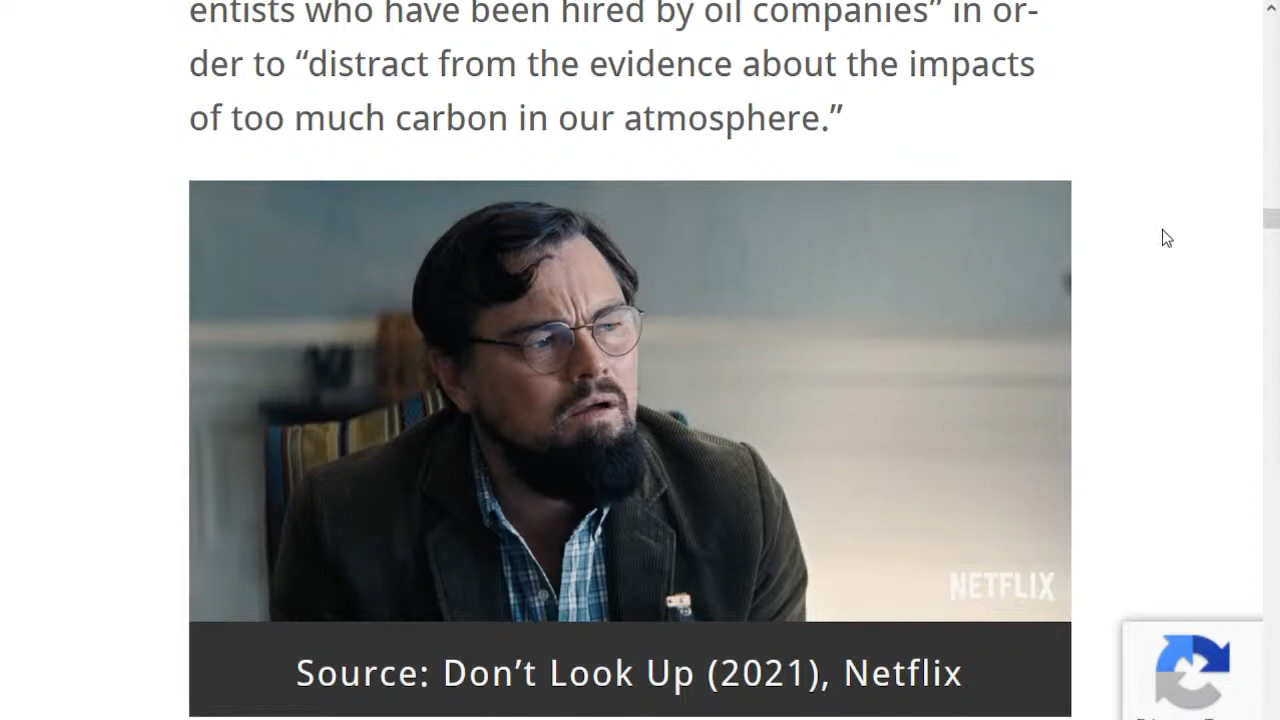 entists who have been hired by oil companies” in or-
der to “distract from the evidence about the impacts
of too much carbon in our atmosphere.”
NETFLIX
Source: Don’t Look Up (2021), Netflix